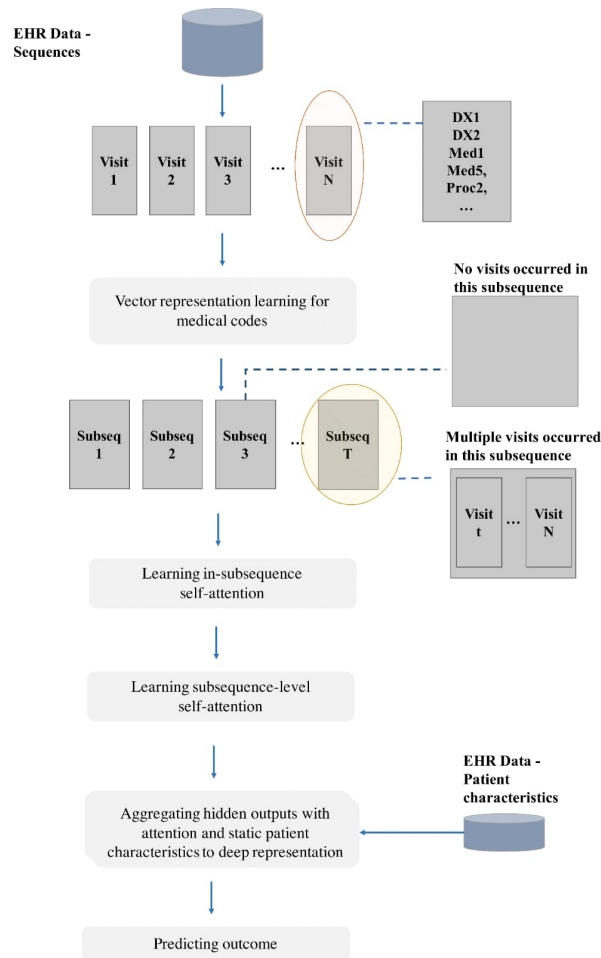 EHR Data -
Sequences
Visit
1
Visit
2
Visit
3
...
Visit
N
DX1
DX2
Med1
Med5,
Proc2,
...
Vector representation learning for
medical codes
No visits occurred in
this subsequence
Subseq
1
Subseq
2
Subseq
3
...
Subseq
T
Multiple visits occurred
in this subsequence
Visit
t
...
Visit
N
Learning in-subsequence
self-attention
Learning subsequence-level
self-attention
EHR Data -
Patient
characteristics
Aggregating hidden outputs with
attention and static patient
characteristics to deep representation
Predicting outcome